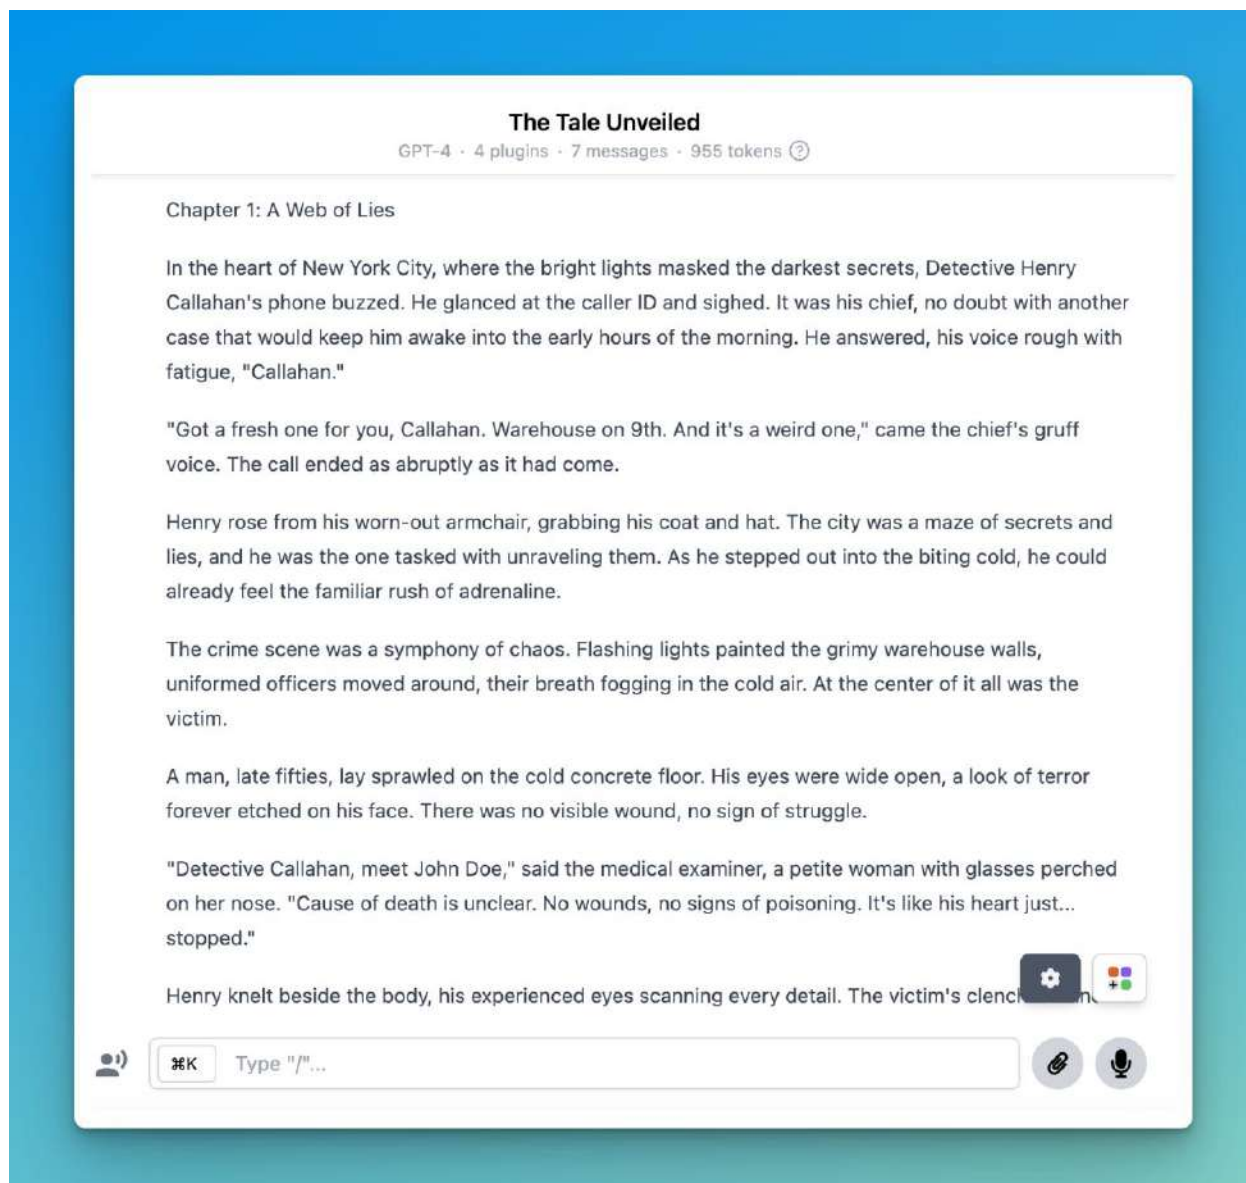 The Tale Unveiled
GPT-4 · 4 plugins · 7 messages · 955 tokens ?
Chapter 1: A Web of Lies
In the heart of New York City, where the bright lights masked the darkest secrets, Detective Henry
Callahan's phone buzzed. He glanced at the caller ID and sighed. It was his chief, no doubt with another
case that would keep him awake into the early hours of the morning. He answered, his voice rough with
fatigue, "Callahan."
"Got a fresh one for you, Callahan. Warehouse on 9th. And it's a weird one," came the chief's gruff
voice. The call ended as abruptly as it had come.
Henry rose from his worn-out armchair, grabbing his coat and hat. The city was a maze of secrets and
lies, and he was the one tasked with unraveling them. As he stepped out into the biting cold, he could
already feel the familiar rush of adrenaline.
The crime scene was a symphony of chaos. Flashing lights painted the grimy warehouse walls,
uniformed officers moved around, their breath fogging in the cold air. At the center of it all was the
victim.
A man, late fifties, lay sprawled on the cold concrete floor. His eyes were wide open, a look of terror
forever etched on his face. There was no visible wound, no sign of struggle.
"Detective Callahan, meet John Doe," said the medical examiner, a petite woman with glasses perched
on her nose. "Cause of death is unclear. No wounds, no signs of poisoning. It's like his heart just...
stopped."
Henry knelt beside the body, his experienced eyes scanning every detail. The victim's
⌘K Type "/"...